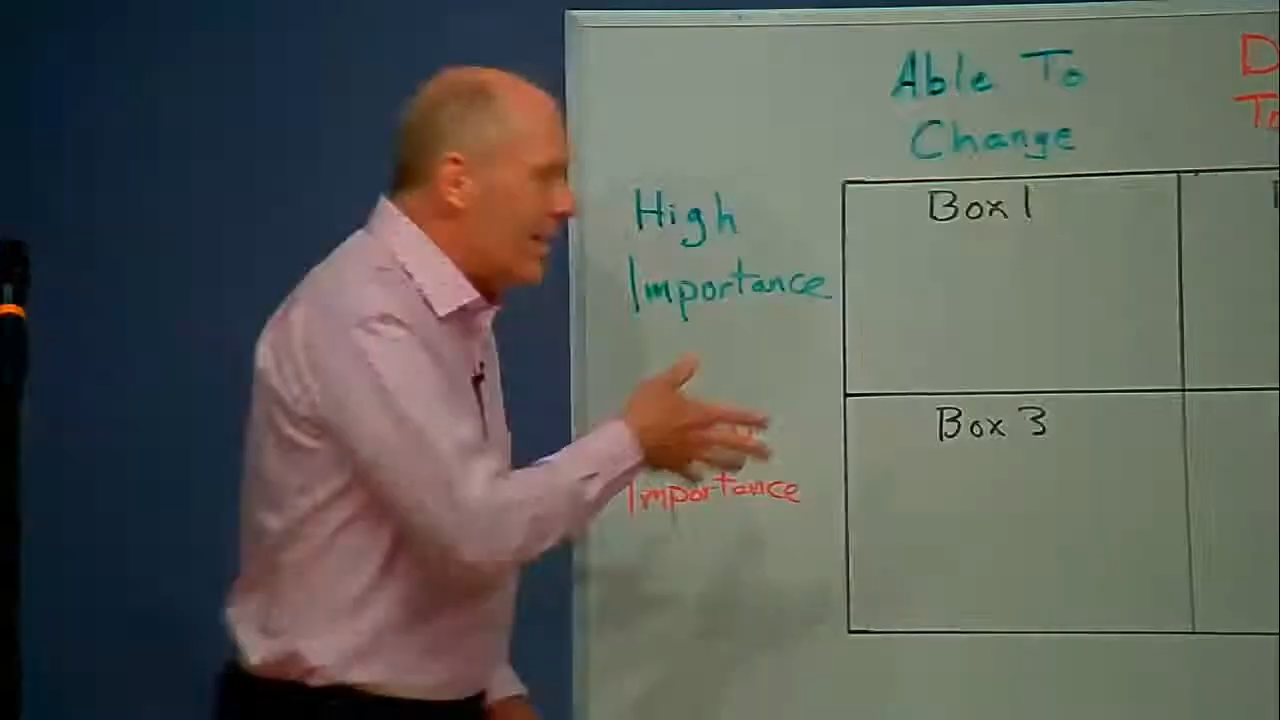 Able To
Change
High
Importance
Box 1
Box 3
Importance